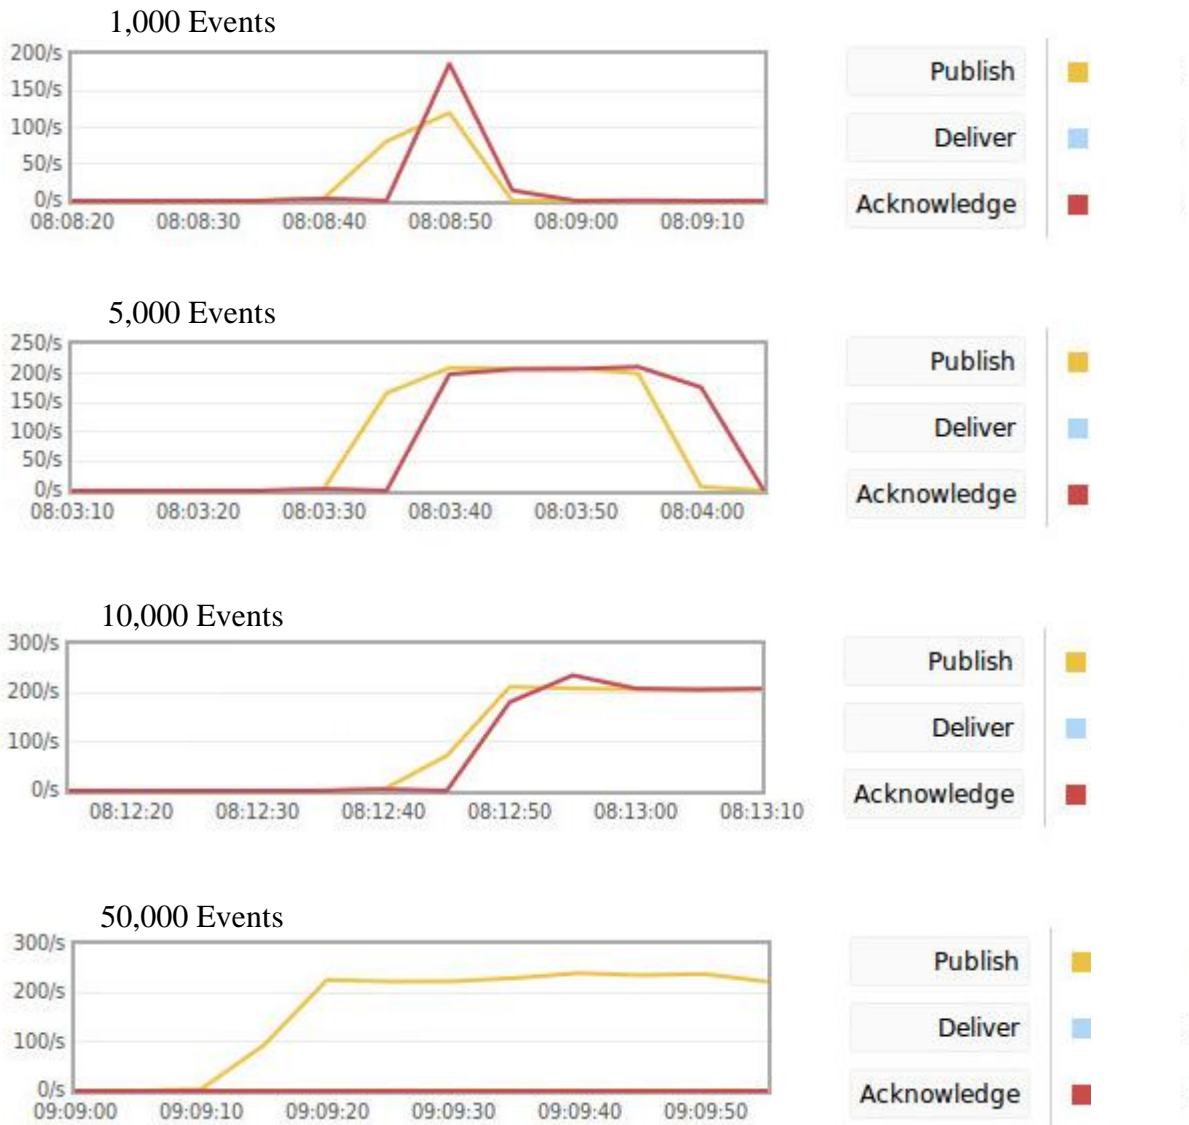 1,000 Events
200/s
150/s
100/s
50/s
0/s
08:08:20 08:08:30 08:08:40 08:08:50 08:09:00 08:09:10
Publish
Deliver
Acknowledge
5,000 Events
250/s
200/s
150/s
100/s
50/s
0/s
08:03:10 08:03:20 08:03:30 08:03:40 08:03:50 08:04:00
Publish
Deliver
Acknowledge
10,000 Events
300/s
200/s
100/s
0/s
08:12:20 08:12:30 08:12:40 08:12:50 08:13:00 08:13:10
Publish
Deliver
Acknowledge
50,000 Events
300/s
200/s
100/s
0/s
09:09:00 09:09:10 09:09:20 09:09:30 09:09:40 09:09:50
Publish
Deliver
Acknowledge